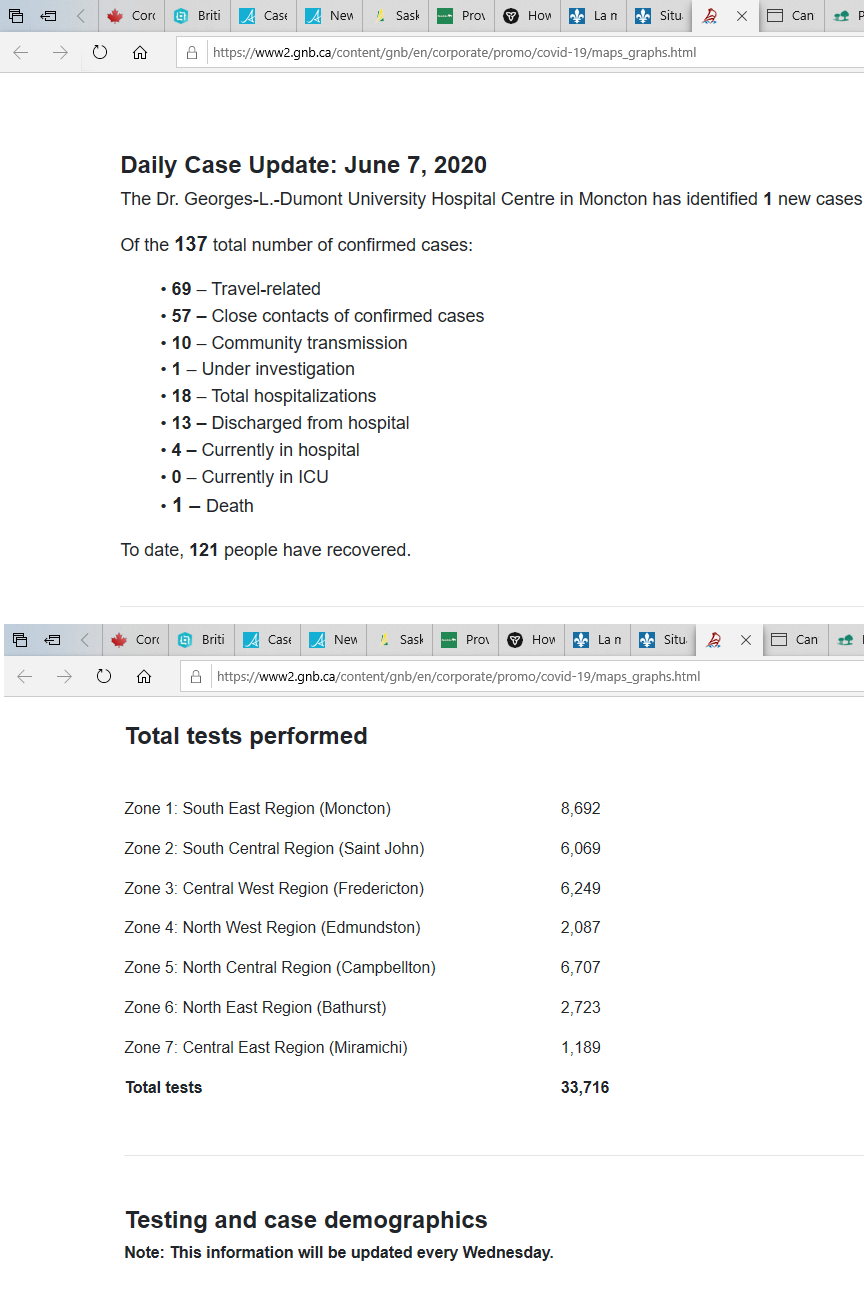 Corc
Briti
Case
New
Sask
Prov
How
La m
Situ
Can
https://www2.gnb.ca/content/gnb/en/corporate/promo/covid-19/maps_graphs.html
Daily Case Update: June 7, 2020
The Dr. Georges-L.-Dumont University Hospital Centre in Moncton has identified 1 new cases
Of the 137 total number of confirmed cases:
• 69 – Travel-related
• 57 – Close contacts of confirmed cases
• 10 – Community transmission
• 1 – Under investigation
• 18 – Total hospitalizations
• 13 – Discharged from hospital
• 4 – Currently in hospital
• 0 – Currently in ICU
• 1 – Death
To date, 121 people have recovered.
Corc
Briti
Case
New
Sask
Prov
How
La m
Situ
Can
https://www2.gnb.ca/content/gnb/en/corporate/promo/covid-19/maps_graphs.html
Total tests performed
Zone 1: South East Region (Moncton) 8,692
Zone 2: South Central Region (Saint John) 6,069
Zone 3: Central West Region (Fredericton) 6,249
Zone 4: North West Region (Edmundston) 2,087
Zone 5: North Central Region (Campbellton) 6,707
Zone 6: North East Region (Bathurst) 2,723
Zone 7: Central East Region (Miramichi) 1,189
Total tests 33,716
Testing and case demographics
Note: This information will be updated every Wednesday.